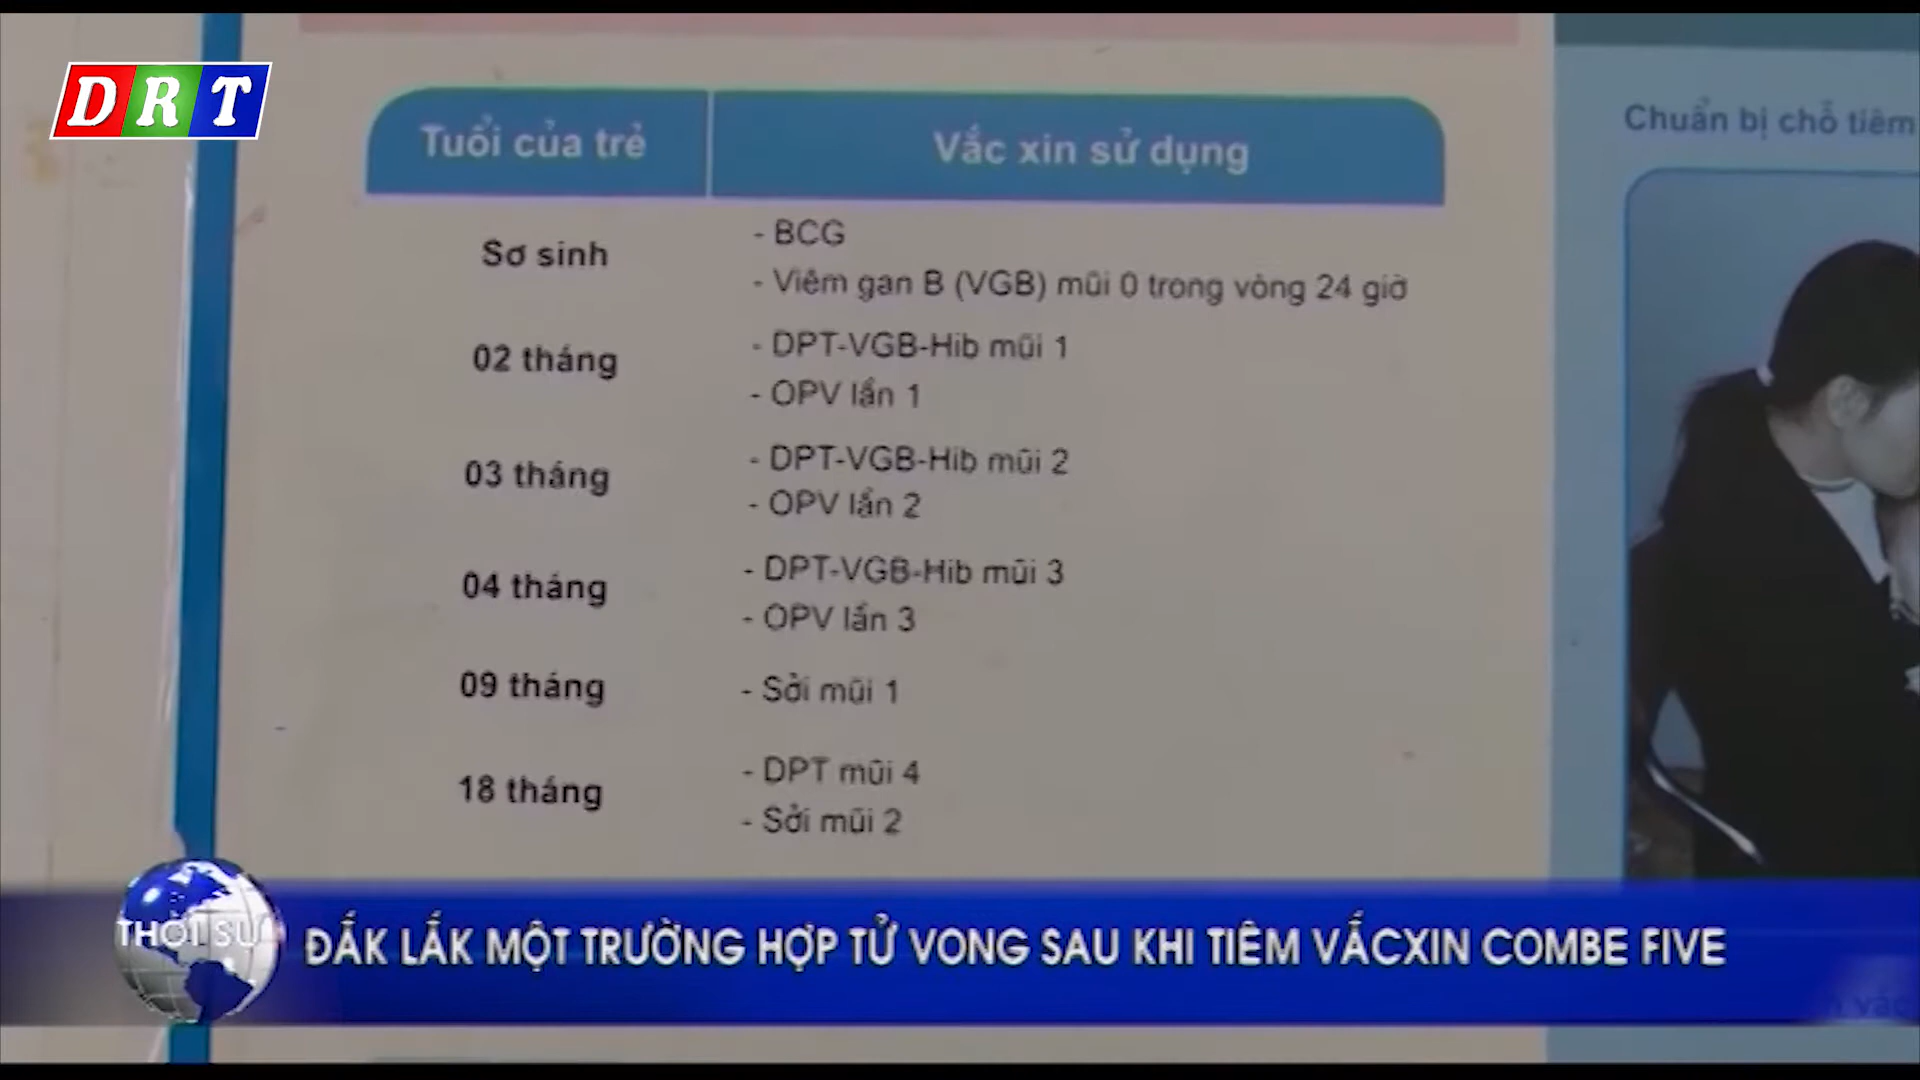 DRT
Tuổi của trẻ
Vắc xin sử dụng
Sơ sinh
- BCG
- Viêm gan B (VGB) mũi 0 trong vòng 24 giờ
02 tháng
- DPT-VGB-Hib mũi 1
- OPV lần 1
03 tháng
- DPT-VGB-Hib mũi 2
- OPV lần 2
04 tháng
- DPT-VGB-Hib mũi 3
- OPV lần 3
09 tháng
- Sởi mũi 1
18 tháng
- DPT mũi 4
- Sởi mũi 2
Chuẩn bị chỗ tiêm
THỜI SỰ
ĐẮK LẮK MỘT TRƯỜNG HỢP TỬ VONG SAU KHI TIÊM VẮCXIN COMBE FIVE